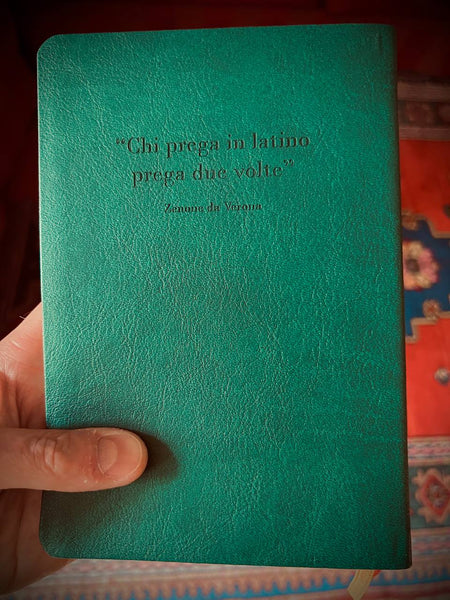 “Chi prega in latino
prega due volte”
Zenone da Verona